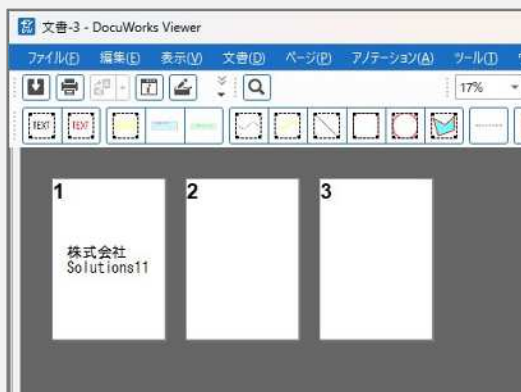 文書-3 - DocuWorks Viewer
ファイル(F) 編集(E) 表示(V) 文書(D) ページ(P) アノテーション(A) ツール(T)
17%
TEXT TEXT
1 2 3
株式会社
Solutions11